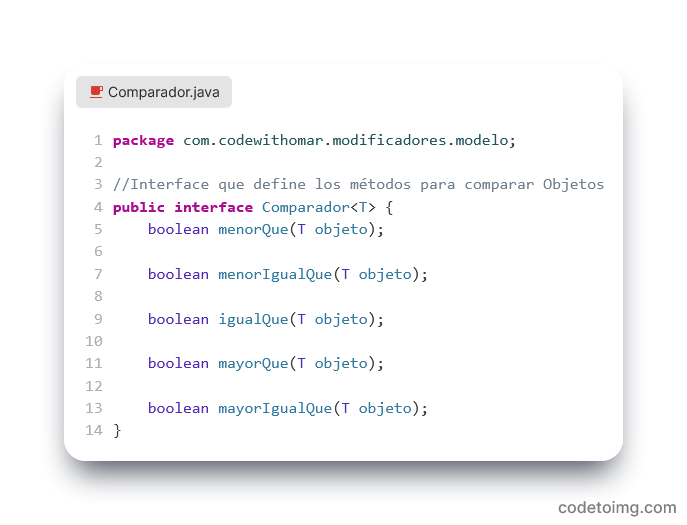 Comparador.java
1 package com.codewithomar.modificadores.modelo;
2
3 //Interface que define los métodos para comparar Objetos
4 public interface Comparador<T> {
5     boolean menorQue(T objeto);
6
7     boolean menorIgualQue(T objeto);
8
9     boolean igualQue(T objeto);
10
11     boolean mayorQue(T objeto);
12
13     boolean mayorIgualQue(T objeto);
14 }
codetoimg.com